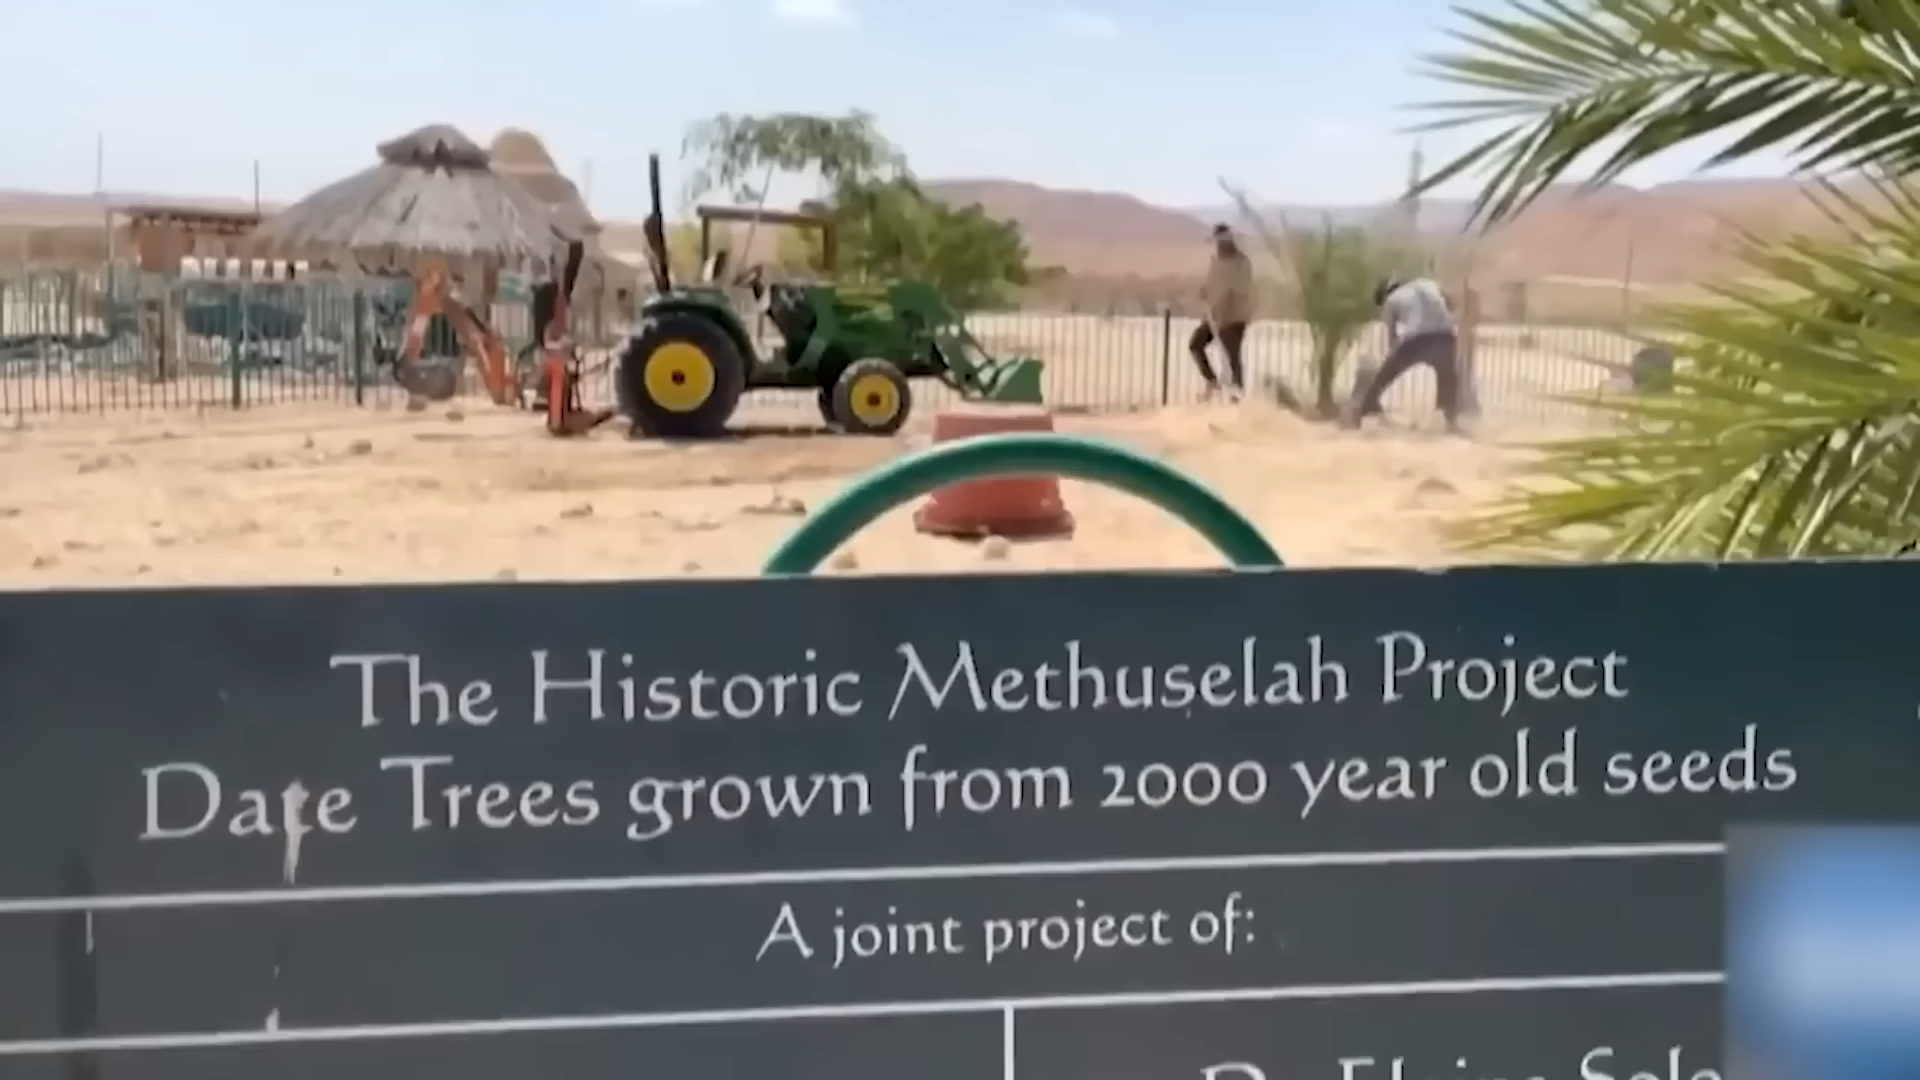 The Historic Methuselah Project
Date Trees grown from 2000 year old seeds
A joint project of: